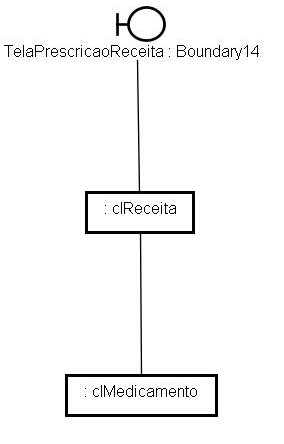 TelaPrescricaoReceita : Boundary14
: clReceita
: clMedicamento